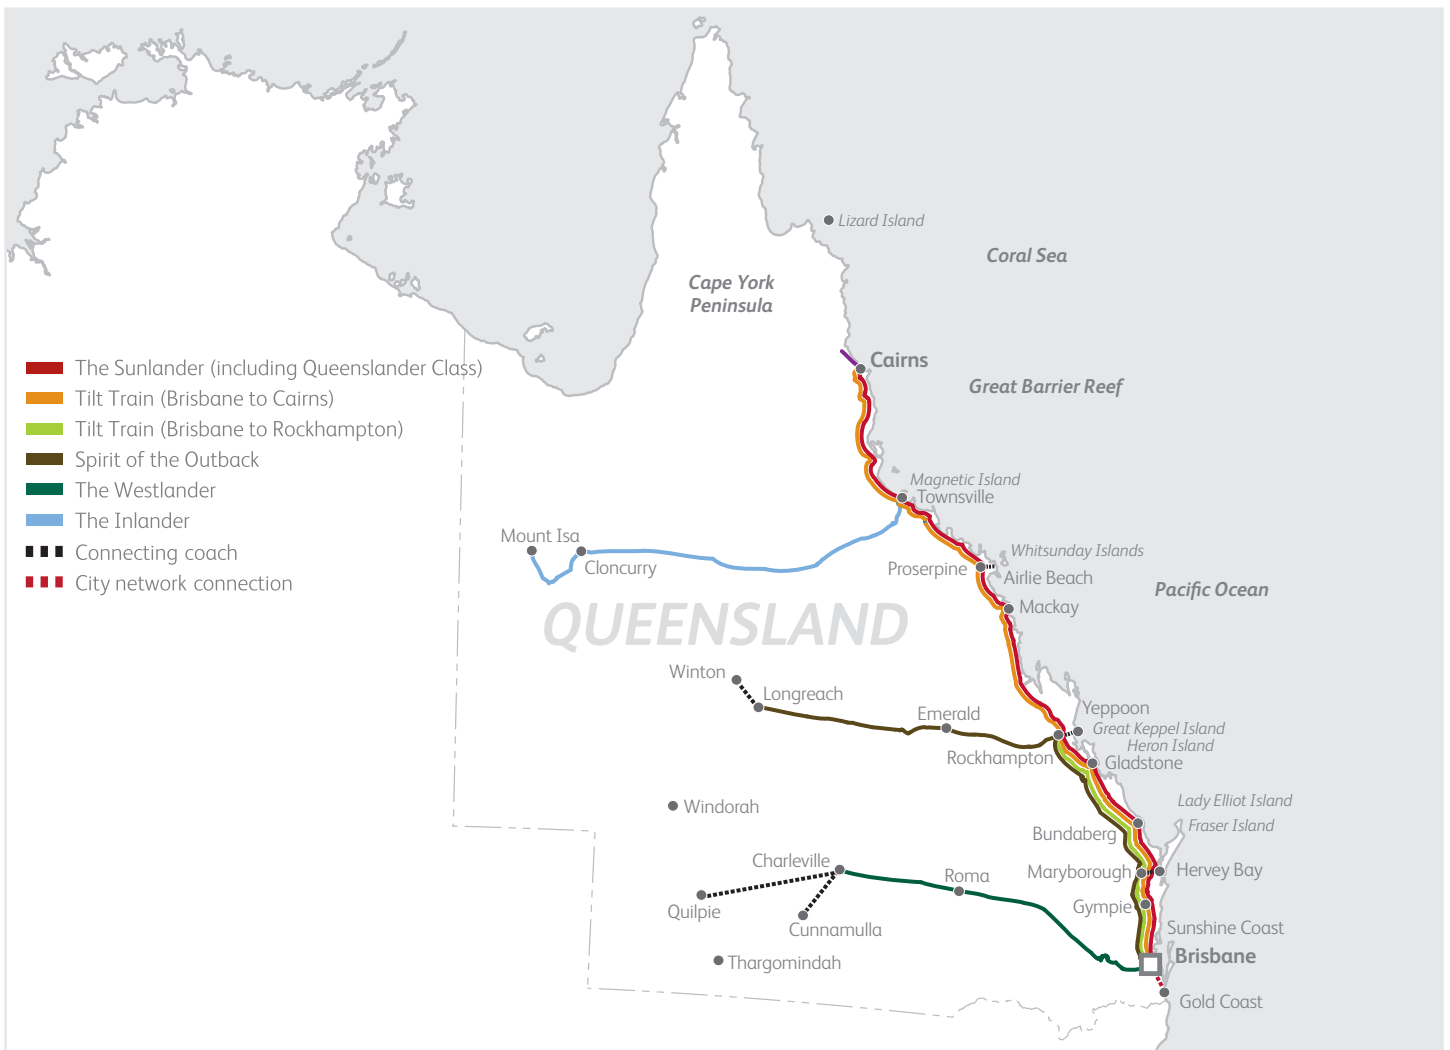 Lizard Island
Coral Sea
Cape York
Peninsula
Cairns
Great Barrier Reef
The Sunlander (including Queenslander Class)
Tilt Train (Brisbane to Cairns)
Tilt Train (Brisbane to Rockhampton)
Spirit of the Outback
The Westlander
The Inlander
Connecting coach
City network connection
Magnetic Island
Townsville
Mount Isa
Cloncurry
Whitsunday Islands
Proserpine
Airlie Beach
Pacific Ocean
Mackay
QUEENSLAND
Winton
Longreach
Emerald
Yeppoon
Great Keppel Island
Heron Island
Rockhampton
Gladstone
Windorah
Lady Elliot Island
Fraser Island
Bundaberg
Charleville
Roma
Maryborough
Hervey Bay
Quilpie
Cunnamulla
Gympie
Sunshine Coast
Brisbane
Thargomindah
Gold Coast